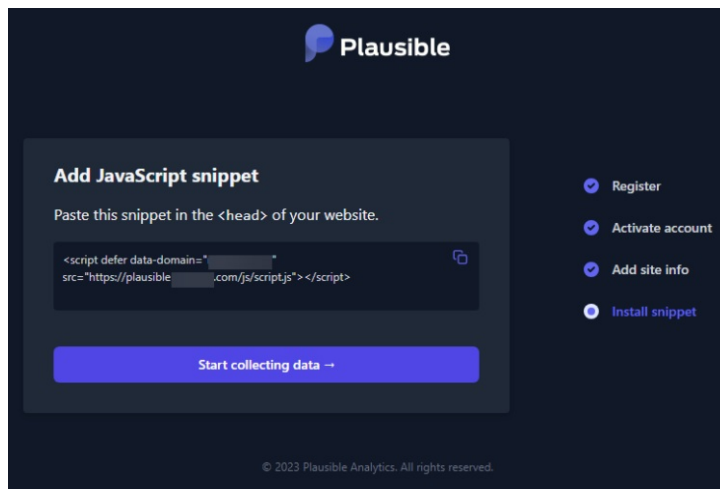 Plausible
Add JavaScript snippet
Paste this snippet in the <head> of your website.
<script defer data-domain=" "
src="https://plausible .com/js/script.js"></script>
Start collecting data →
Register
Activate account
Add site info
Install snippet
© 2023 Plausible Analytics. All rights reserved.